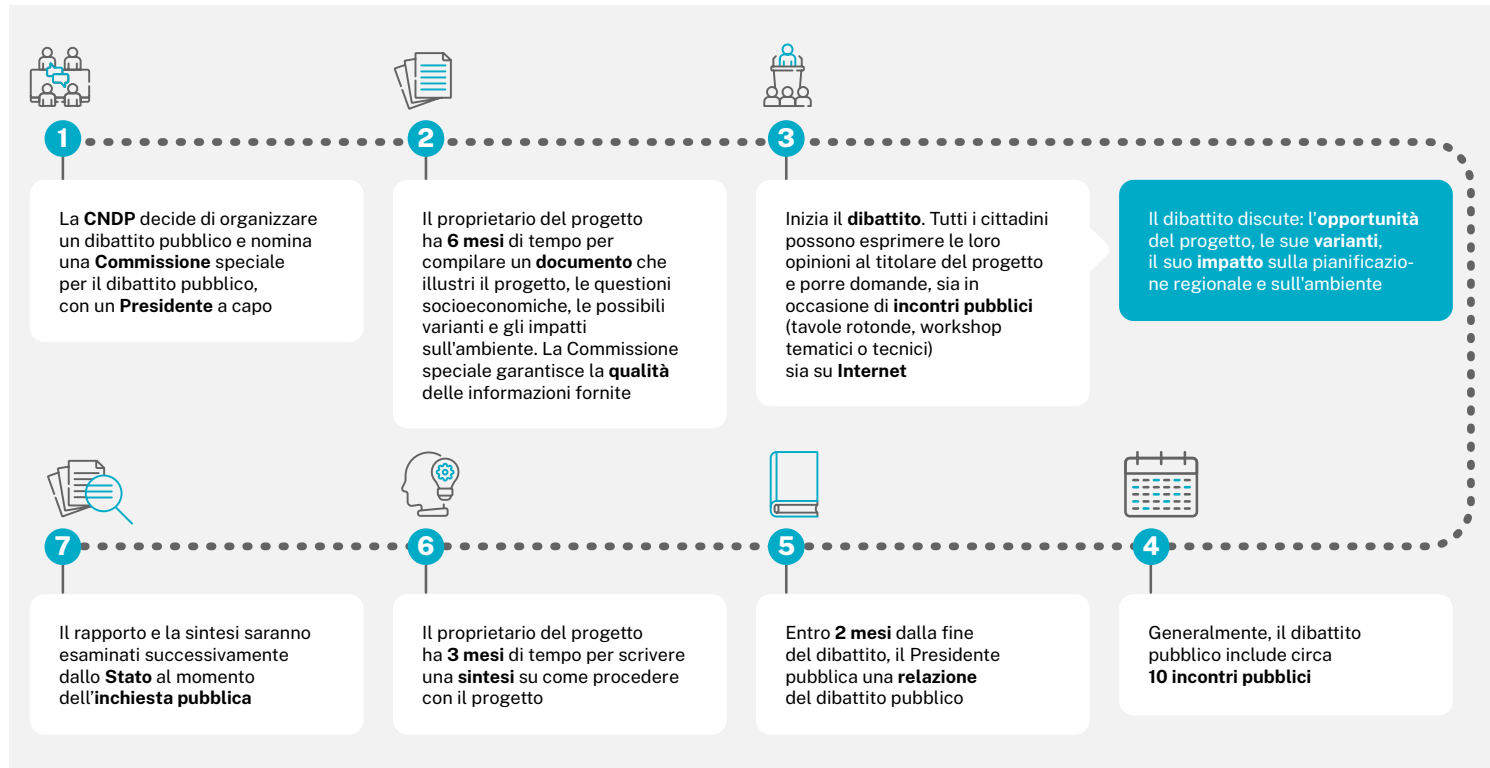 1
La CNDP decide di organizzare
un dibattito pubblico e nomina
una Commissione speciale
per il dibattito pubblico,
con un Presidente a capo
2
Il proprietario del progetto
ha 6 mesi di tempo per
compilare un documento che
illustri il progetto, le questioni
socioeconomiche, le possibili
varianti e gli impatti
sull'ambiente. La Commissione
speciale garantisce la qualità
delle informazioni fornite
3
Inizia il dibattito. Tutti i cittadini
possono esprimere le loro
opinioni al titolare del progetto
e porre domande, sia in
occasione di incontri pubblici
(tavole rotonde, workshop
tematici o tecnici)
sia su Internet
Il dibattito discute: l'opportunità
del progetto, le sue varianti,
il suo impatto sulla pianificazio-
ne regionale e sull'ambiente
4
Generalmente, il dibattito
pubblico include circa
10 incontri pubblici
5
Entro 2 mesi dalla fine
del dibattito, il Presidente
pubblica una relazione
del dibattito pubblico
6
Il proprietario del progetto
ha 3 mesi di tempo per scrivere
una sintesi su come procedere
con il progetto
7
Il rapporto e la sintesi saranno
esaminati successivamente
dallo Stato al momento
dell'inchiesta pubblica